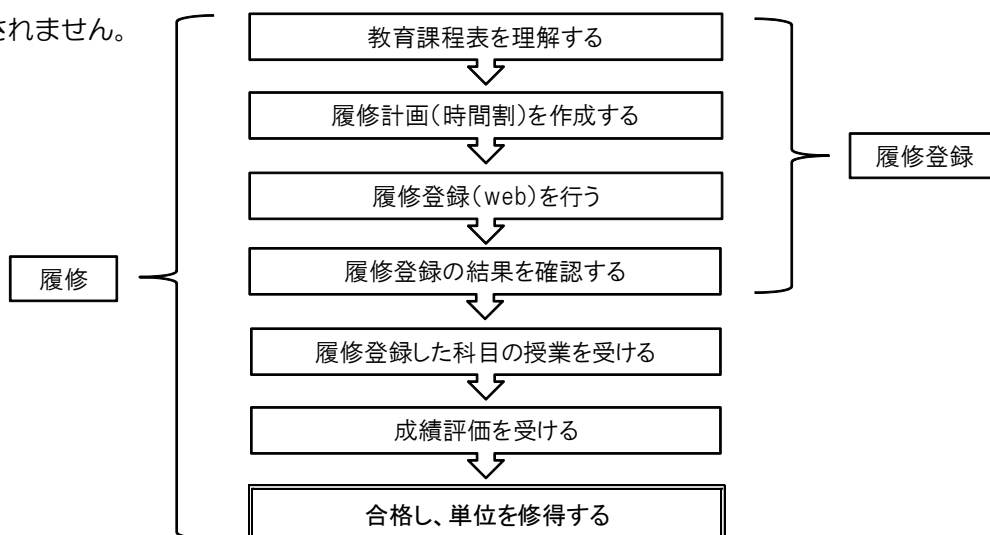 されません。
教育課程表を理解する
履修計画(時間割)を作成する
履修登録
履修登録(web)を行う
履修登録の結果を確認する
履修
履修登録した科目の授業を受ける
成績評価を受ける
合格し、単位を修得する